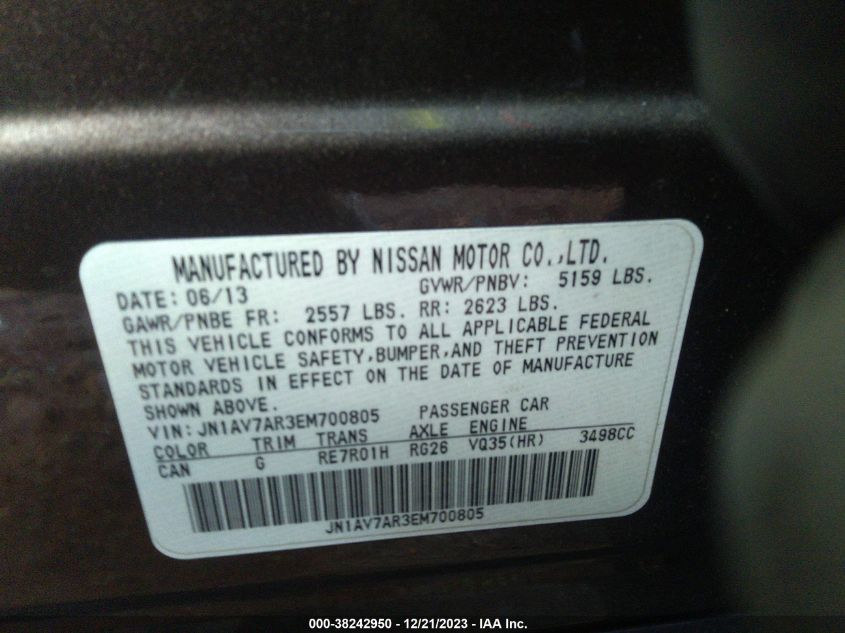 MANUFACTURED BY NISSAN MOTOR CO.,LTD.
DATE: 06/13 GVWR/PNBV: 5159 LBS.
GAWR/PNBE FR: 2557 LBS. RR: 2623 LBS.
THIS VEHICLE CONFORMS TO ALL APPLICABLE FEDERAL
MOTOR VEHICLE SAFETY,BUMPER,AND THEFT PREVENTION
STANDARDS IN EFFECT ON THE DATE OF MANUFACTURE
SHOWN ABOVE.
VIN:JN1AV7AR3EM700805 PASSENGER CAR
COLOR TRIM TRANS AXLE ENGINE
CAN G RE7R01H RG26 VQ35(HR) 3498CC
JN1AV7AR3EM700805
000-38242950 - 12/21/2023 - IAA Inc.